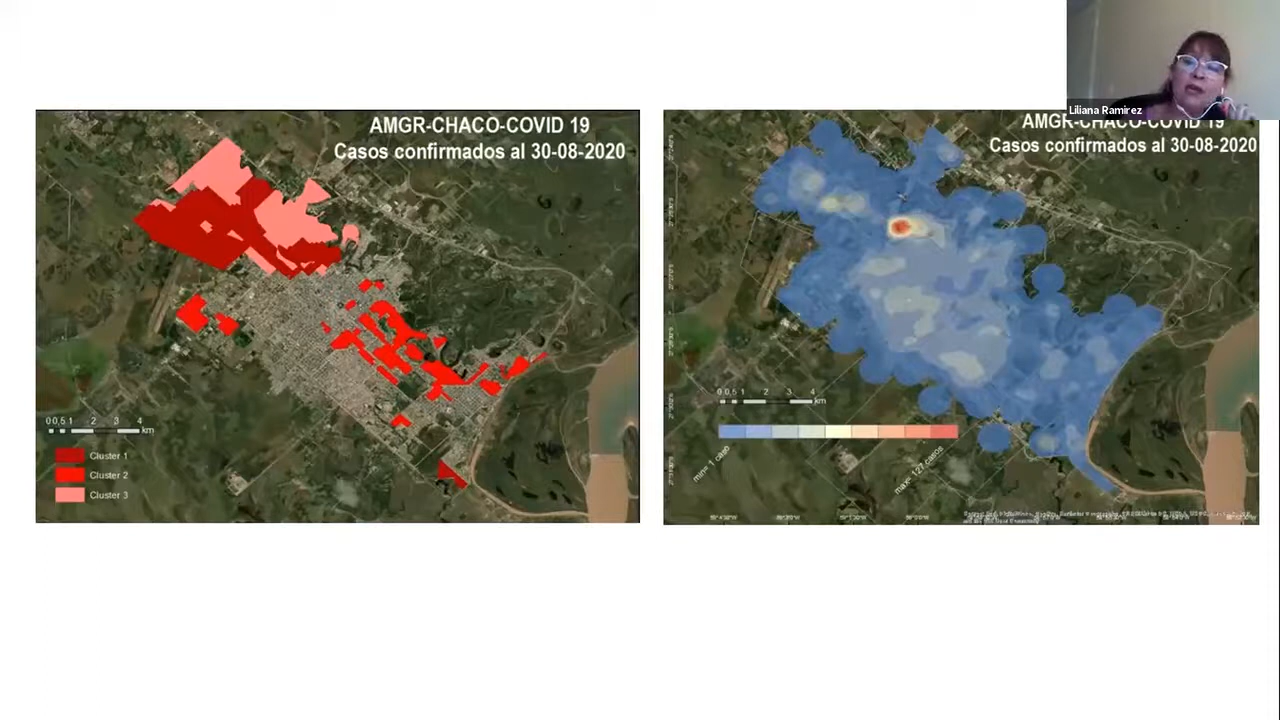 Liliana Ramirez
AMGR-CHACO-COVID 19
Casos confirmados al 30-08-2020
0 0,5 1 2 3 4
km
Cluster 1
Cluster 2
Cluster 3
AMGR-CHACO-COVID 19
Casos confirmados al 30-08-2020
0 0,5 1 2 3 4
km
min= 1 caso
max= 127 casos